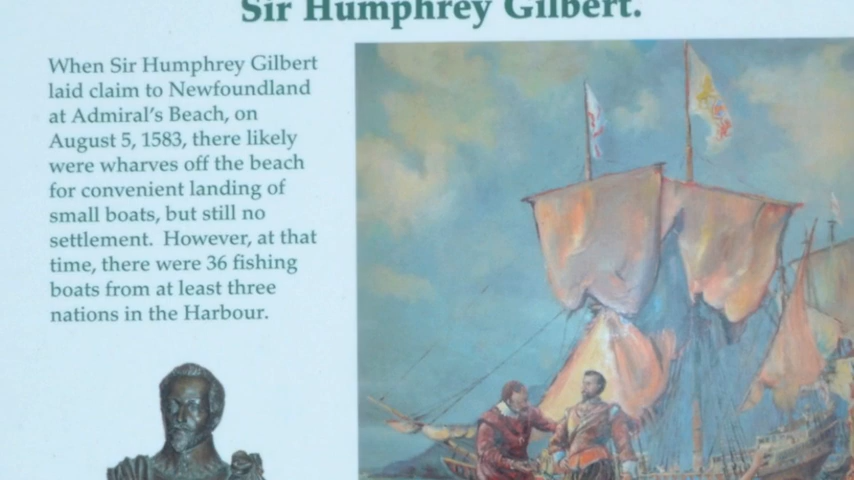 Sir Humphrey Gilbert.
When Sir Humphrey Gilbert
laid claim to Newfoundland
at Admiral's Beach, on
August 5, 1583, there likely
were wharves off the beach
for convenient landing of
small boats, but still no
settlement.  However, at that
time, there were 36 fishing
boats from at least three
nations in the Harbour.